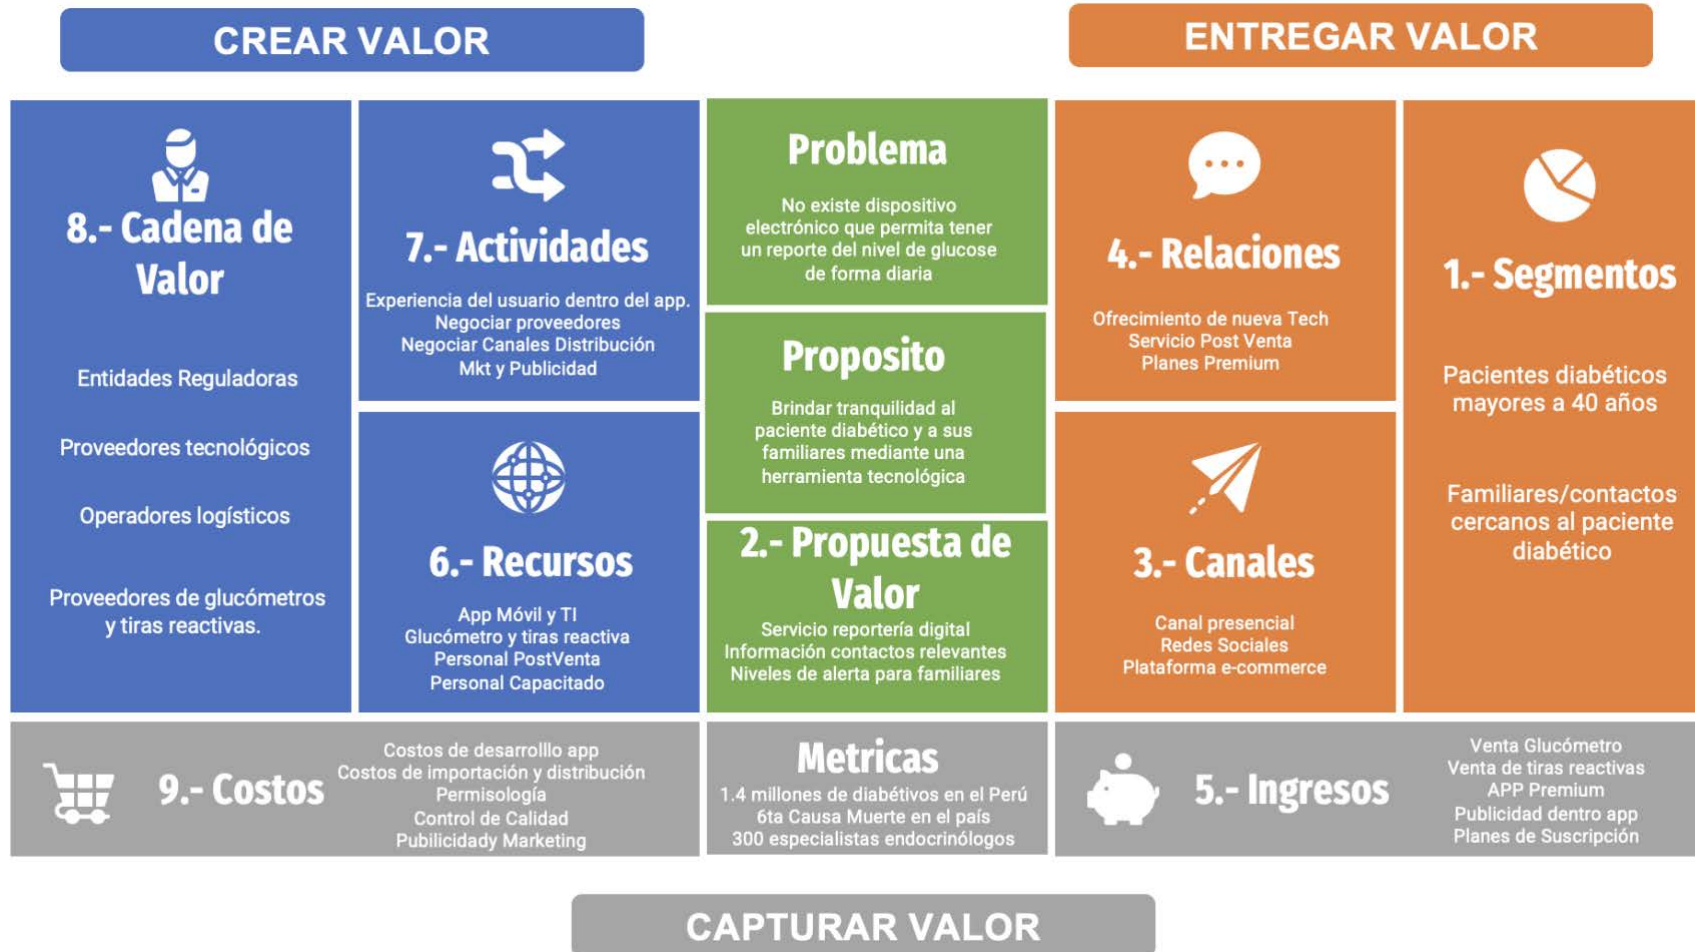 CREAR VALOR
ENTREGAR VALOR
8.- Cadena de
Valor
Entidades Reguladoras
Proveedores tecnológicos
Operadores logísticos
Proveedores de glucómetros
y tiras reactivas.
7.- Actividades
Experiencia del usuario dentro del app.
Negociar proveedores
Negociar Canales Distribución
Mkt y Publicidad
6.- Recursos
App Móvil y TI
Glucómetro y tiras reactiva
Personal PostVenta
Personal Capacitado
Problema
No existe dispositivo
electrónico que permita tener
un reporte del nivel de glucose
de forma diaria
Proposito
Brindar tranquilidad al
paciente diabético y a sus
familiares mediante una
herramienta tecnológica
2.- Propuesta de
Valor
Servicio reportería digital
Información contactos relevantes
Niveles de alerta para familiares
4.- Relaciones
Ofrecimiento de nueva Tech
Servicio Post Venta
Planes Premium
3.- Canales
Canal presencial
Redes Sociales
Plataforma e-commerce
1.- Segmentos
Pacientes diabéticos
mayores a 40 años
Familiares/contactos
cercanos al paciente
diabético
9.- Costos
Costos de desarrolllo app
Costos de importación y distribución
Permisología
Control de Calidad
Pubilicidady Marketing
Metricas
1.4 millones de diabétivos en el Perú
6ta Causa Muerte en el país
300 especialistas endocrinólogos
5.- Ingresos
Venta Glucómetro
Venta de tiras reactivas
APP Premium
Publicidad dentro app
Planes de Suscripción
CAPTURAR VALOR